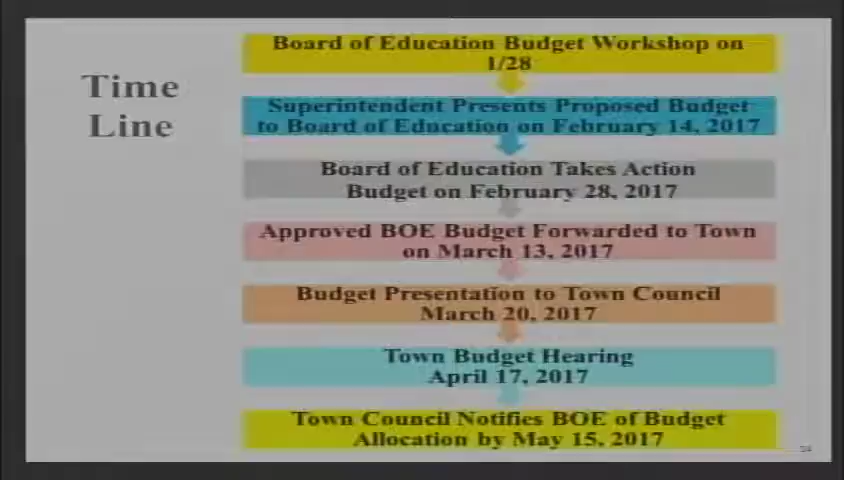 Time
Line
Board of Education Budget Workshop on
1/28
Superintendent Presents Proposed Budget
to Board of Education on February 14, 2017
Board of Education Takes Action
Budget on February 28, 2017
Approved BOE Budget Forwarded to Town
on March 13, 2017
Budget Presentation to Town Council
March 20, 2017
Town Budget Hearing
April 17, 2017
Town Council Notifies BOE of Budget
Allocation by May 15, 2017